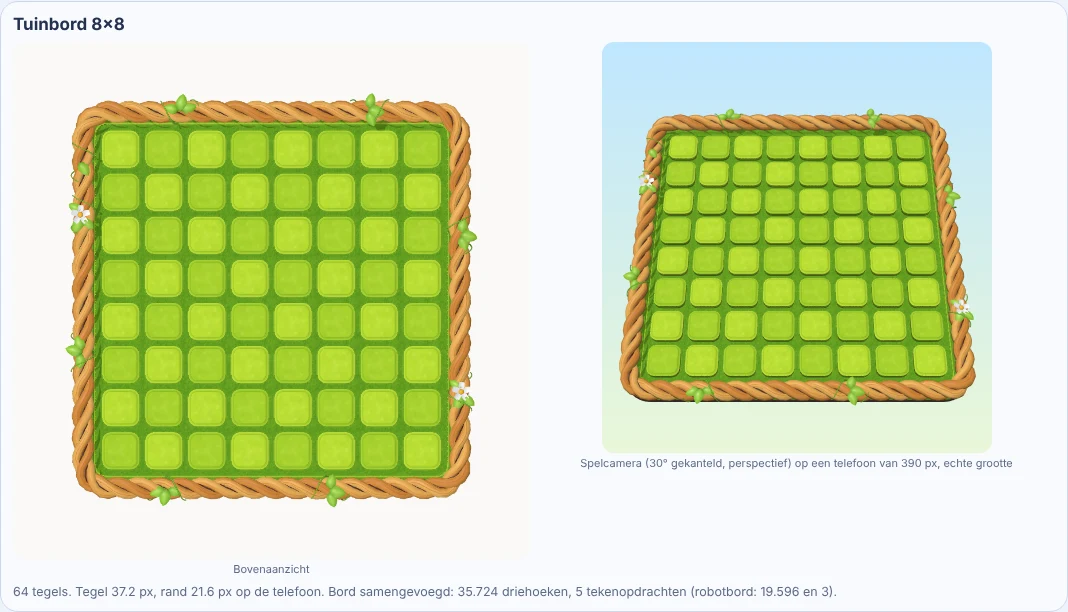 Tuinbord 8×8
Spelcamera (30° gekanteld, perspectief) op een telefoon van 390 px, echte grootte
Bovenaanzicht
64 tegels. Tegel 37.2 px, rand 21.6 px op de telefoon. Bord samengevoegd: 35.724 driehoeken, 5 tekenopdrachten (robotbord: 19.596 en 3).